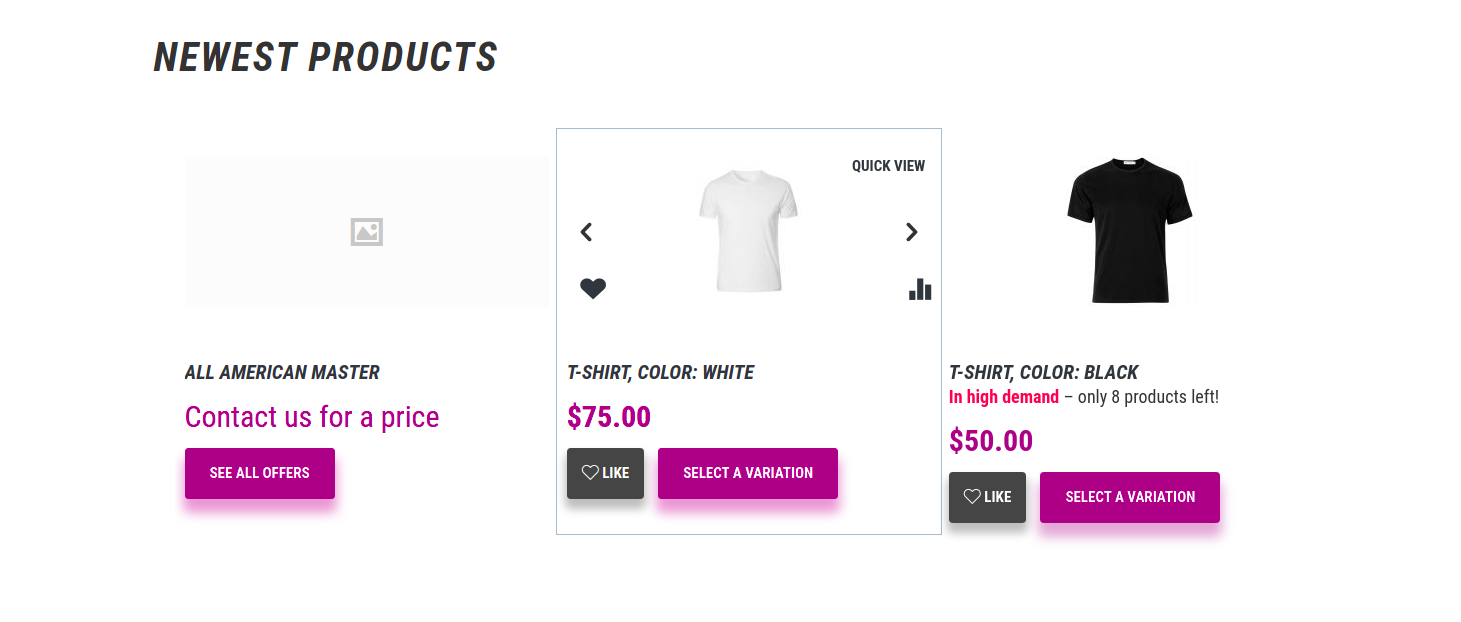 NEWEST PRODUCTS
QUICK VIEW
ALL AMERICAN MASTER
Contact us for a price
SEE ALL OFFERS
T-SHIRT, COLOR: WHITE
$75.00
LIKE
SELECT A VARIATION
T-SHIRT, COLOR: BLACK
In high demand – only 8 products left!
$50.00
LIKE
SELECT A VARIATION